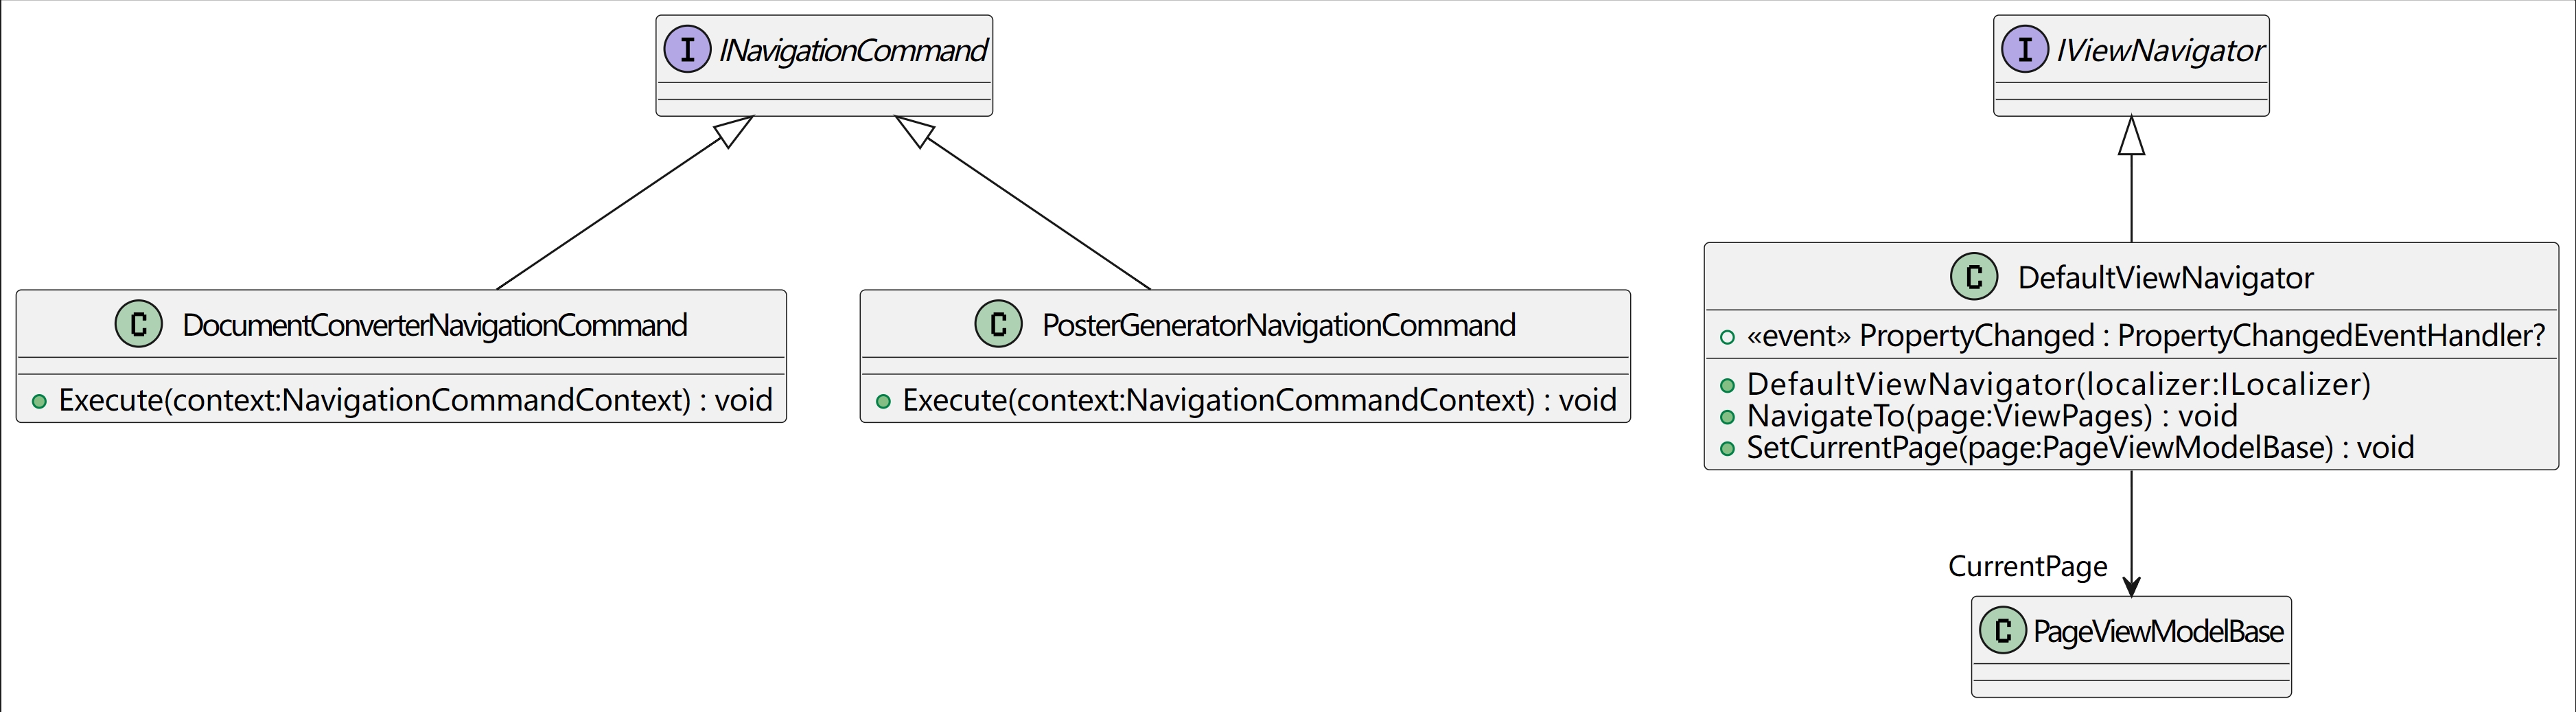 I INavigationCommand
I IViewNavigator
C DocumentConverterNavigationCommand
Execute(context:NavigationCommandContext) : void
C PosterGeneratorNavigationCommand
Execute(context:NavigationCommandContext) : void
C DefaultViewNavigator
«event» PropertyChanged : PropertyChangedEventHandler?
DefaultViewNavigator(localizer:ILocalizer)
NavigateTo(page:ViewPages) : void
SetCurrentPage(page:PageViewModelBase) : void
CurrentPage
C PageViewModelBase